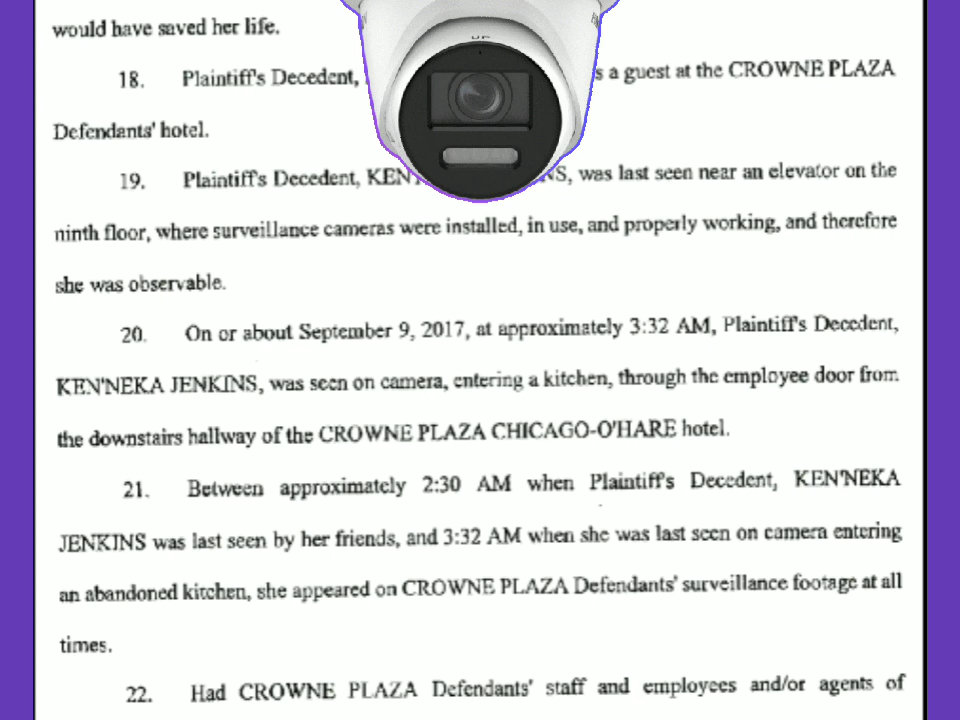 would have saved her life.
18. Plaintiff's Decedent, s a guest at the CROWNE PLAZA
Defendants' hotel.
19. Plaintiff's Decedent, KEN'N NS, was last seen near an elevator on the
ninth floor, where surveillance cameras were installed, in use, and properly working, and therefore
she was observable.
20. On or about September 9, 2017, at approximately 3:32 AM, Plaintiff's Decedent,
KEN'NEKA JENKINS, was seen on camera, entering a kitchen, through the employee door from
the downstairs hallway of the CROWNE PLAZA CHICAGO-O'HARE hotel.
21. Between approximately 2:30 AM when Plaintiff's Decedent, KEN'NEKA
JENKINS was last seen by her friends, and 3:32 AM when she was last seen on camera entering
an abandoned kitchen, she appeared on CROWNE PLAZA Defendants' surveillance footage at all
times.
22. Had CROWNE PLAZA Defendants' staff and employees and/or agents of